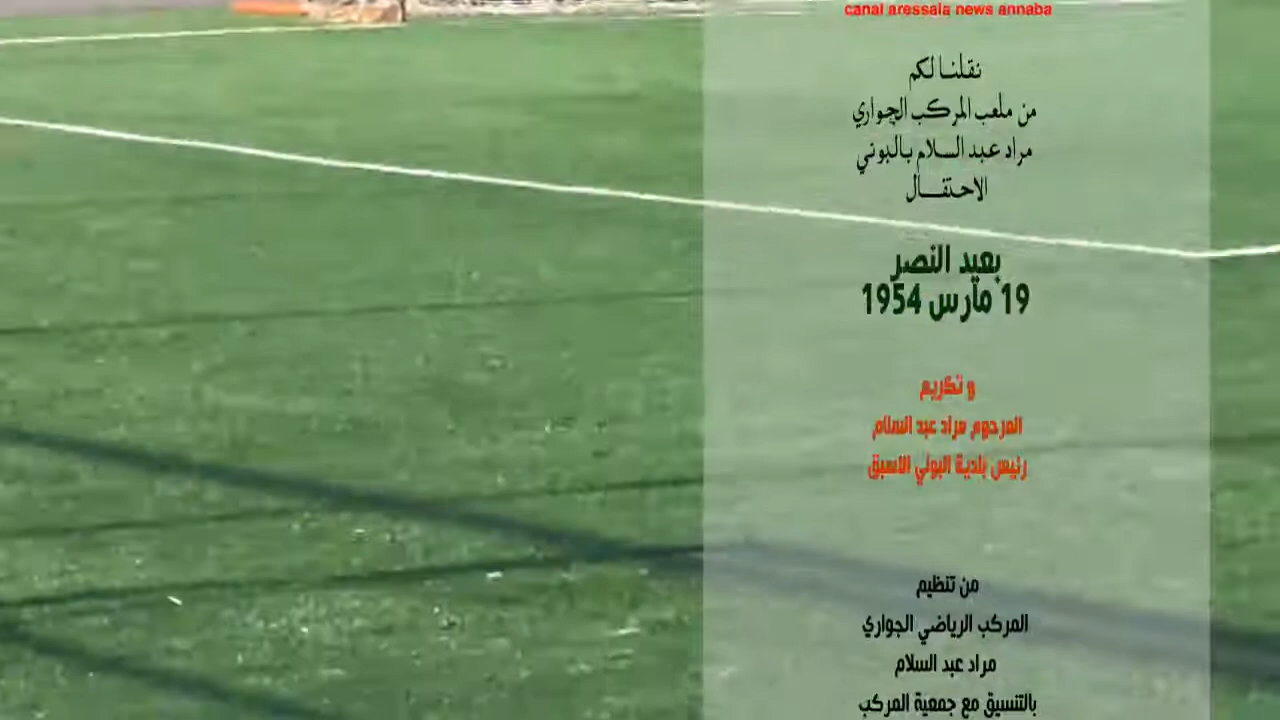 canal aressala news annaba
نقلنا لكم
من ملعب المركب الجواري
مراد عبد السلام بالبوني
الاحتفال
بعيد النصر
19 مارس 1954
و تكريم
المرحوم مراد عبد السلام
رئيس بلدية البوني الاسبق
من تنظيم
المركب الرياضي الجواري
مراد عبد السلام
بالتنسيق مع جمعية المركب